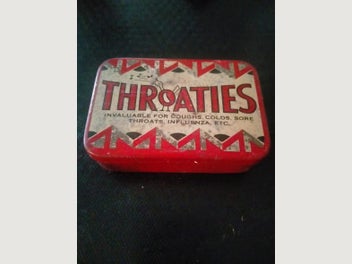 THROATIES
INVALUABLE FOR COUGHS, COLDS, SORE
THROATS, INFLUENZA, ETC.